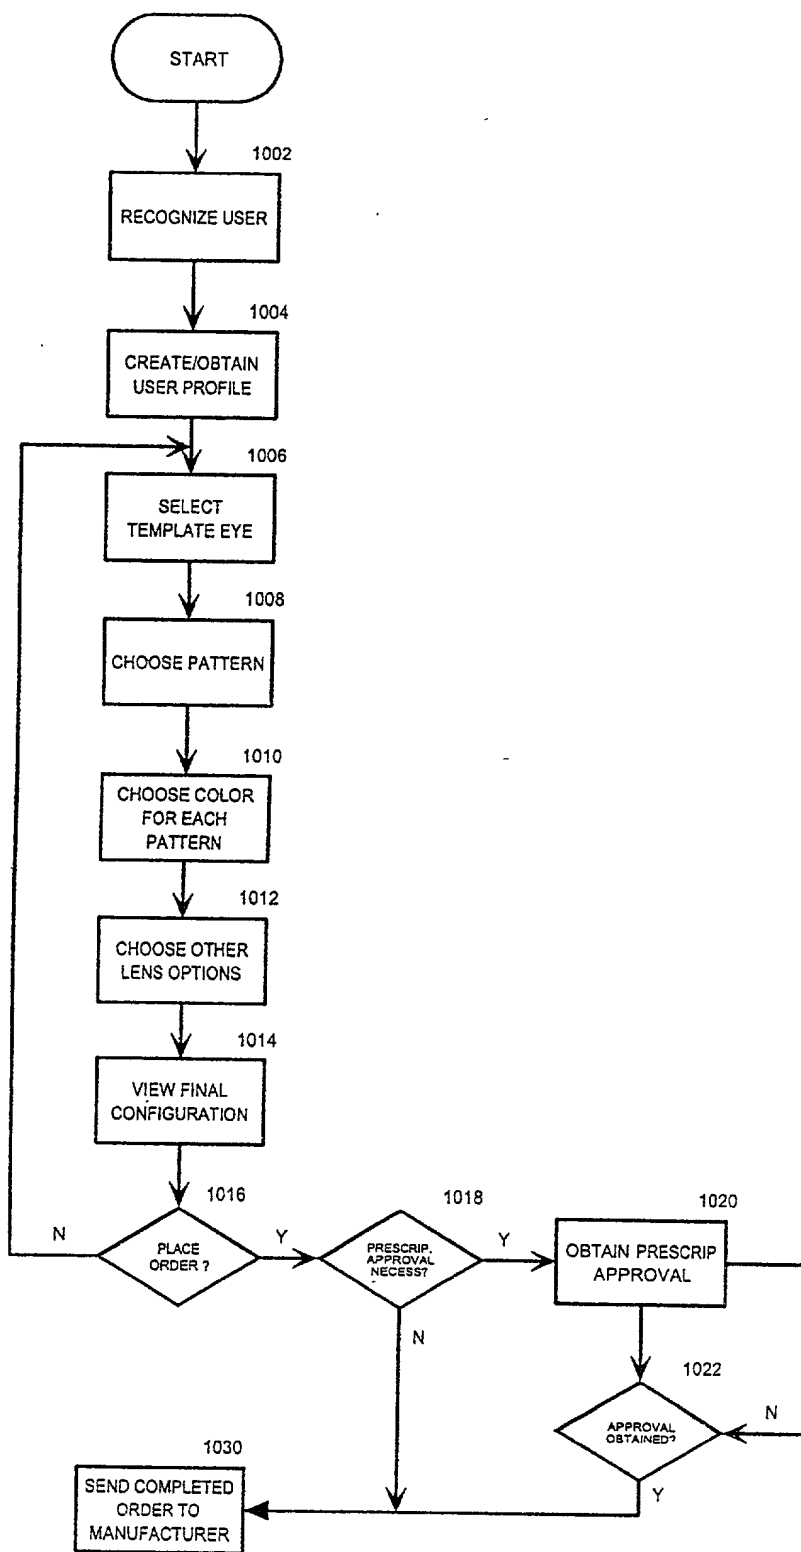 START
1002
RECOGNIZE USER
1004
CREATE/OBTAIN
USER PROFILE
1006
SELECT
TEMPLATE EYE
1008
CHOOSE PATTERN
1010
CHOOSE COLOR
FOR EACH
PATTERN
1012
CHOOSE OTHER
LENS OPTIONS
1014
VIEW FINAL
CONFIGURATION
1016
N
PLACE
ORDER ?
Y
1018
PRESCRIP.
APPROVAL
NECESS?
Y
N
1020
OBTAIN PRESCRIP
APPROVAL
1022
APPROVAL
OBTAINED?
N
Y
1030
SEND COMPLETED
ORDER TO
MANUFACTURER